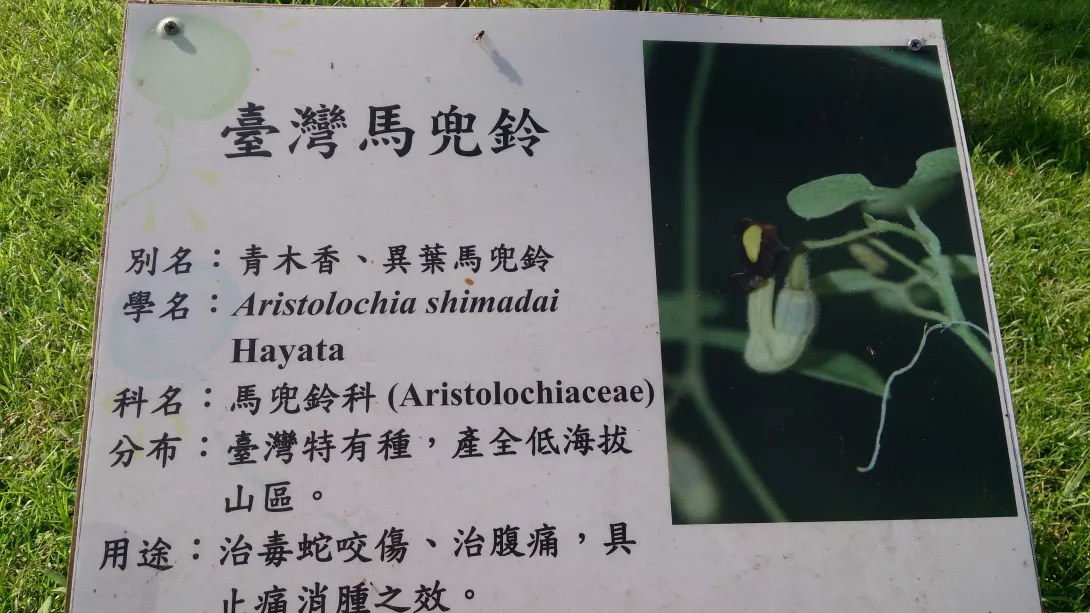 臺灣馬兜鈴
別名：青木香、異葉馬兜鈴
學名：Aristolochia shimadai
Hayata
科名：馬兜鈴科 (Aristolochiaceae)
分布：臺灣特有種，產全低海拔
山區。
用途：治毒蛇咬傷、治腹痛，具
止痛消腫之效。